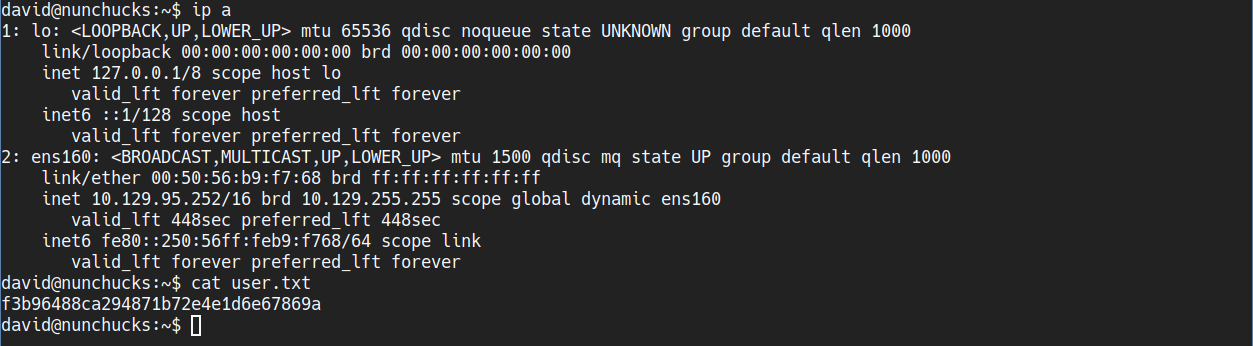 david@nunchucks:~$ ip a
1: lo: <LOOPBACK,UP,LOWER_UP> mtu 65536 qdisc noqueue state UNKNOWN group default qlen 1000
    link/loopback 00:00:00:00:00:00 brd 00:00:00:00:00:00
    inet 127.0.0.1/8 scope host lo
       valid_lft forever preferred_lft forever
    inet6 ::1/128 scope host
       valid_lft forever preferred_lft forever
2: ens160: <BROADCAST,MULTICAST,UP,LOWER_UP> mtu 1500 qdisc mq state UP group default qlen 1000
    link/ether 00:50:56:b9:f7:68 brd ff:ff:ff:ff:ff:ff
    inet 10.129.95.252/16 brd 10.129.255.255 scope global dynamic ens160
       valid_lft 448sec preferred_lft 448sec
    inet6 fe80::250:56ff:feb9:f768/64 scope link
       valid_lft forever preferred_lft forever
david@nunchucks:~$ cat user.txt
f3b96488ca294871b72e4e1d6e67869a
david@nunchucks:~$